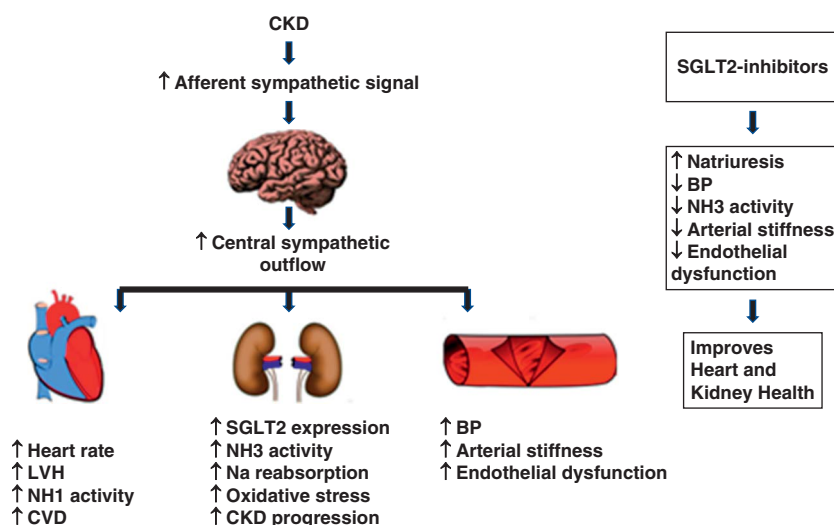 CKD
↑ Afferent sympathetic signal
↑ Central sympathetic
outflow
↑ Heart rate
↑ LVH
↑ NH1 activity
↑ CVD
↑ SGLT2 expression
↑ NH3 activity
↑ Na reabsorption
↑ Oxidative stress
↑ CKD progression
↑ BP
↑ Arterial stiffness
↑ Endothelial dysfunction
SGLT2-inhibitors
↑ Natriuresis
↓ BP
↓ NH3 activity
↓ Arterial stiffness
↓ Endothelial
dysfunction
Improves
Heart and
Kidney Health